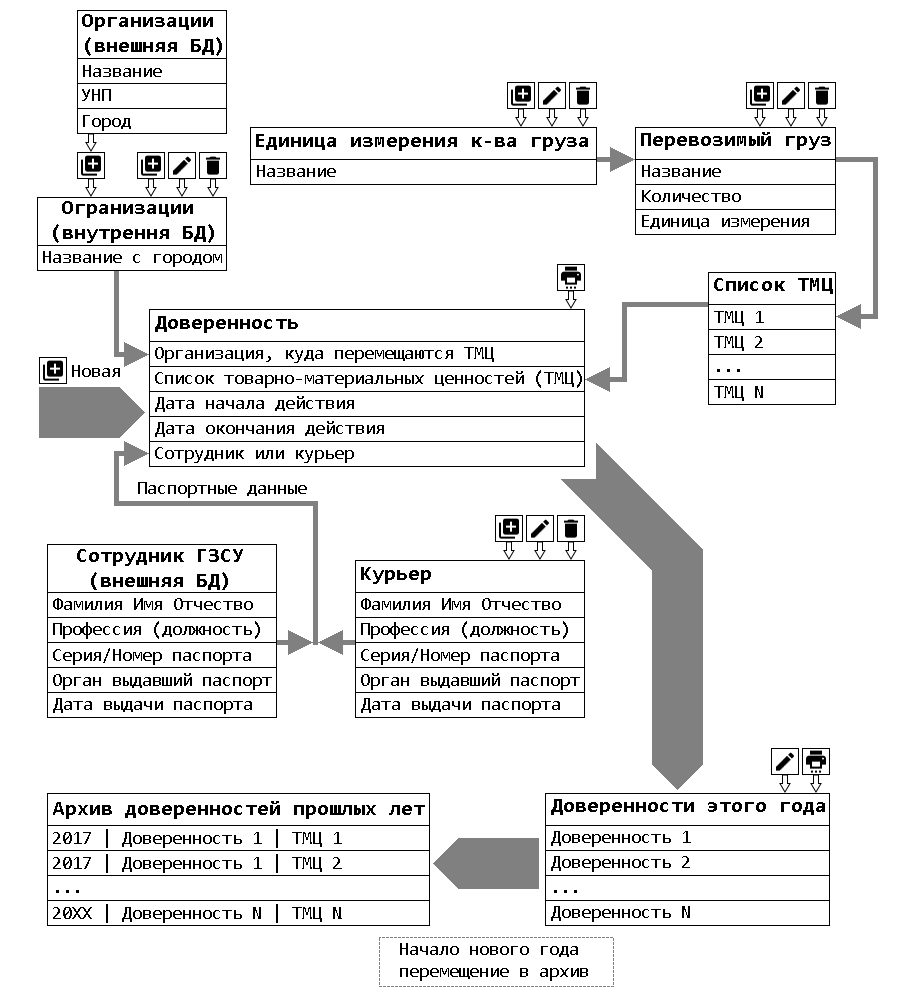 Организации
(внешняя БД)
Название
УНП
Город
Огранизации
(внутрення БД)
Название с городом
Единица измерения к-ва груза
Название
Перевозимый груз
Название
Количество
Единица измерения
Список ТМЦ
ТМЦ 1
ТМЦ 2
...
ТМЦ N
Доверенность
Организация, куда перемещаются ТМЦ
Список товарно-материальных ценностей (ТМЦ)
Дата начала действия
Дата окончания действия
Сотрудник или курьер
Новая
Паспортные данные
Сотрудник ГЗСУ
(внешняя БД)
Фамилия Имя Отчество
Профессия (должность)
Серия/Номер паспорта
Орган выдавший паспорт
Дата выдачи паспорта
Курьер
Фамилия Имя Отчество
Профессия (должность)
Серия/Номер паспорта
Орган выдавший паспорт
Дата выдачи паспорта
Архив доверенностей прошлых лет
2017 | Доверенность 1 | ТМЦ 1
2017 | Доверенность 1 | ТМЦ 2
...
20XX | Доверенность N | ТМЦ N
Доверенности этого года
Доверенность 1
Доверенность 2
...
Доверенность N
Начало нового года
перемещение в архив